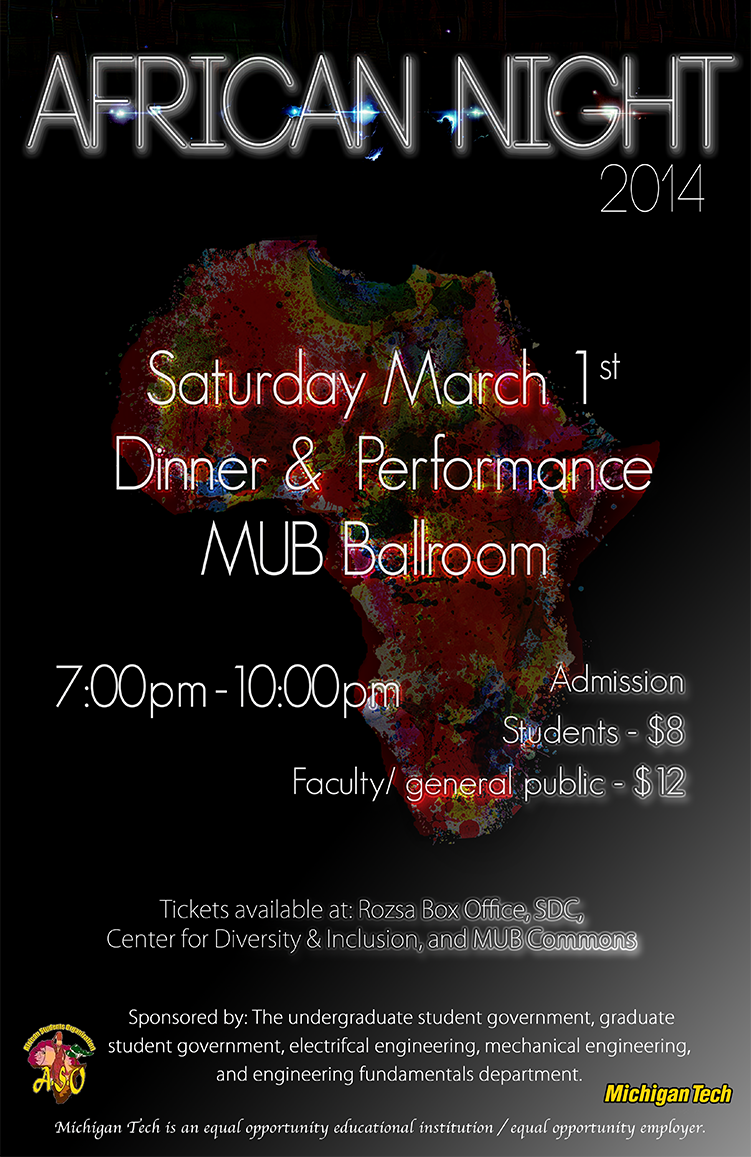 AFRICAN NIGHT
2014
Saturday March 1st
Dinner & Performance
MUB Ballroom
7:00pm - 10:00pm
Admission
Students - $8
Faculty/ general public - $12
Tickets available at: Rozsa Box Office, SDC,
Center for Diversity & Inclusion, and MUB Commons
Sponsored by: The undergraduate student government, graduate
student government, electrifcal engineering, mechanical engineering,
and engineering fundamentals department.
African Students Organization
A.S.O
Michigan Tech
Michigan Tech is an equal opportunity educational institution / equal opportunity employer.